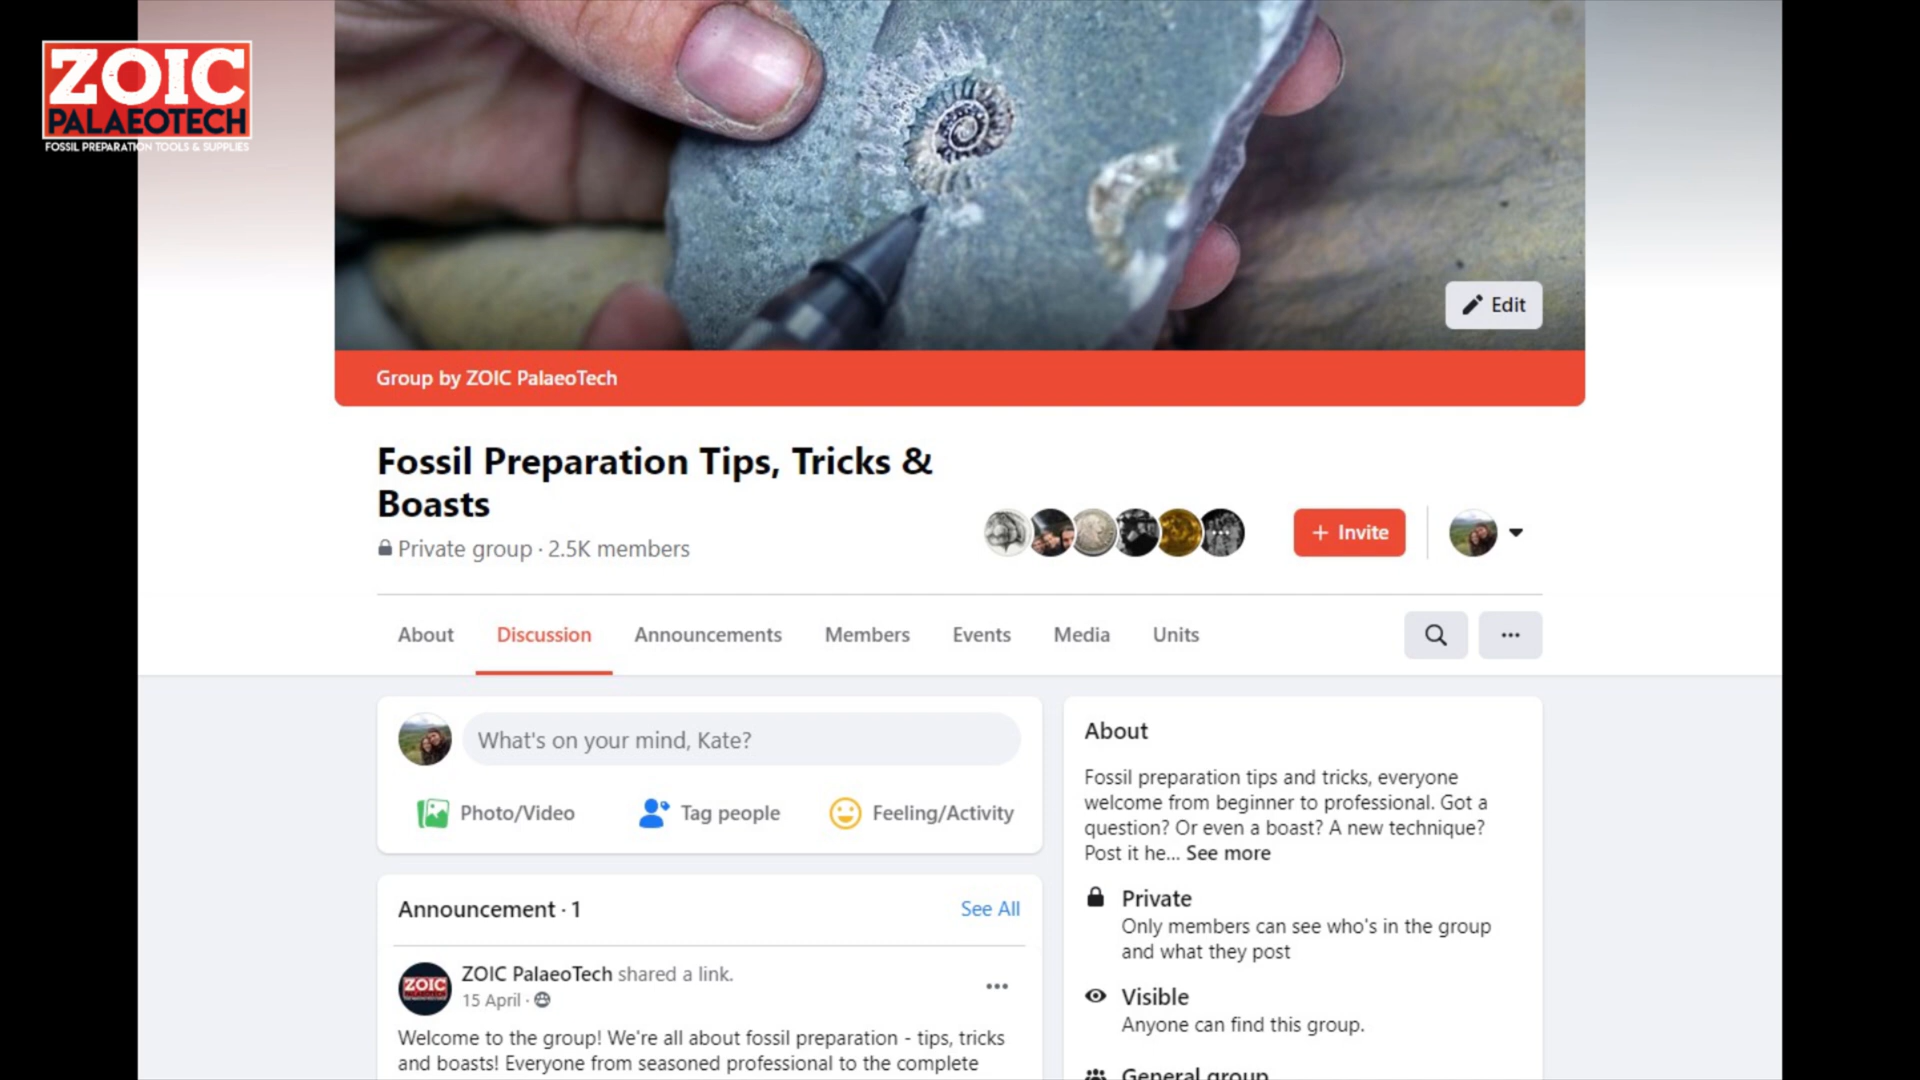 ZOIC
PALAEOTECH
FOSSIL PREPARATION TOOLS & SUPPLIES
Edit
Group by ZOIC PalaeoTech
Fossil Preparation Tips, Tricks &
Boasts
Private group · 2.5K members
+ Invite
About Discussion Announcements Members Events Media Units
What's on your mind, Kate?
Photo/Video Tag people Feeling/Activity
Announcement · 1 See All
ZOIC
ZOIC PalaeoTech shared a link.
15 April ·
Welcome to the group! We're all about fossil preparation - tips, tricks
and boasts! Everyone from seasoned professional to the complete
About
Fossil preparation tips and tricks, everyone
welcome from beginner to professional. Got a
question? Or even a boast? A new technique?
Post it he... See more
Private
Only members can see who's in the group
and what they post
Visible
Anyone can find this group.
General group